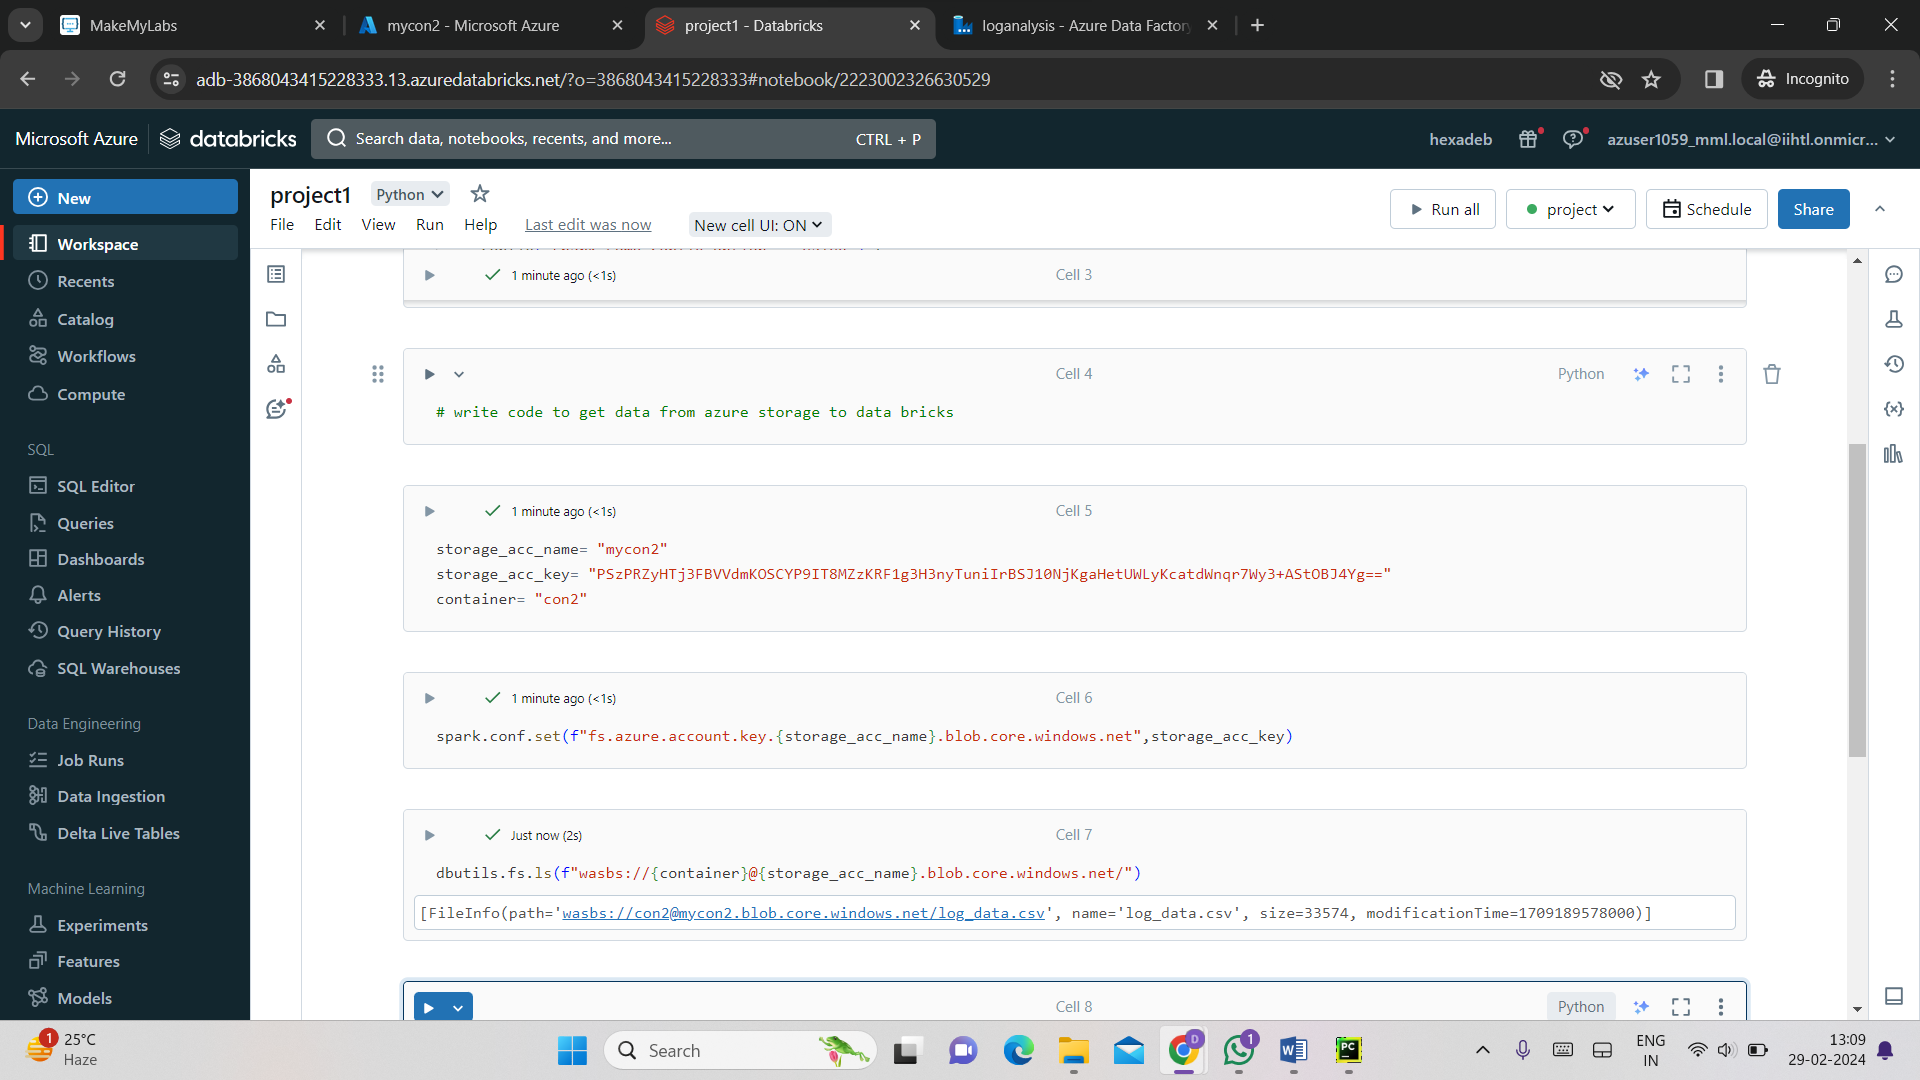 MakeMyLabs
mycon2 - Microsoft Azure
project1 - Databricks
loganalysis - Azure Data Factory
adb-3868043415228333.13.azuredatabricks.net/?o=3868043415228333#notebook/2223002326630529
Incognito
Microsoft Azure
databricks
Search data, notebooks, recents, and more...
CTRL + P
hexadeb
azuser1059_mml.local@iihtl.onmicr...
New
Workspace
Recents
Catalog
Workflows
Compute
SQL
SQL Editor
Queries
Dashboards
Alerts
Query History
SQL Warehouses
Data Engineering
Job Runs
Data Ingestion
Delta Live Tables
Machine Learning
Experiments
Features
Models
project1
Python
File Edit View Run Help Last edit was now New cell UI: ON
Run all
project
Schedule
Share
1 minute ago (<1s)
Cell 3
Cell 4
Python
# write code to get data from azure storage to data bricks
1 minute ago (<1s)
Cell 5
storage_acc_name= "mycon2"
storage_acc_key= "PSzPRZyHTj3FBVVdmKOSCYP9IT8MZzKRF1g3H3nyTuniIrBSJ10NjKgaHetUWLyKcatdWnqr7Wy3+AStOBJ4Yg=="
container= "con2"
1 minute ago (<1s)
Cell 6
spark.conf.set(f"fs.azure.account.key.{storage_acc_name}.blob.core.windows.net",storage_acc_key)
Just now (2s)
Cell 7
dbutils.fs.ls(f"wasbs://{container}@{storage_acc_name}.blob.core.windows.net/")
[FileInfo(path='wasbs://con2@mycon2.blob.core.windows.net/log_data.csv', name='log_data.csv', size=33574, modificationTime=1709189578000)]
Cell 8
Python
1
25°C
Haze
Search
D
1
W
PC
ENG
IN
13:09
29-02-2024